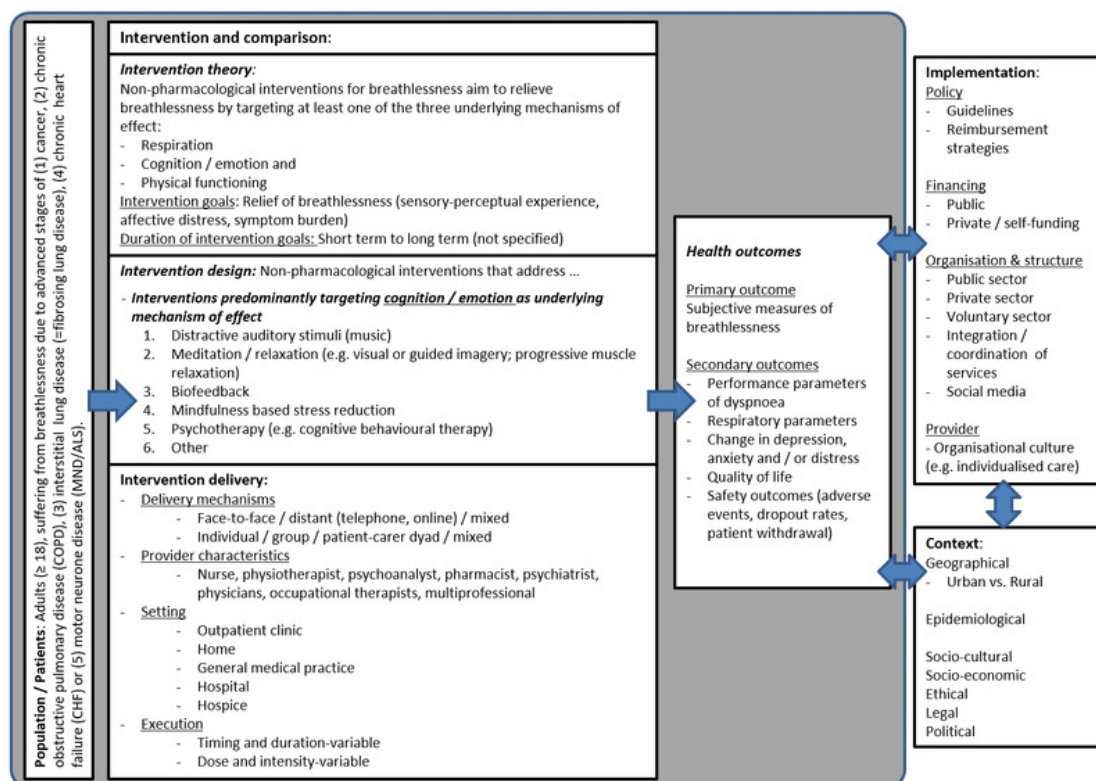 Population / Patients: Adults (≥ 18), suffering from breathlessness due to advanced stages of (1) cancer, (2) chronic
obstructive pulmonary disease (COPD), (3) interstitial lung disease (=fibrosing lung disease), (4) chronic heart
failure (CHF) or (5) motor neurone disease (MND/ALS).
Intervention and comparison:
Intervention theory:
Non-pharmacological interventions for breathlessness aim to relieve
breathlessness by targeting at least one of the three underlying mechanisms of
effect:
- Respiration
- Cognition / emotion and
- Physical functioning
Intervention goals: Relief of breathlessness (sensory-perceptual experience,
affective distress, symptom burden)
Duration of intervention goals: Short term to long term (not specified)
Intervention design: Non-pharmacological interventions that address ...
- Interventions predominantly targeting cognition / emotion as underlying
mechanism of effect
1. Distractive auditory stimuli (music)
2. Meditation / relaxation (e.g. visual or guided imagery; progressive muscle
relaxation)
3. Biofeedback
4. Mindfulness based stress reduction
5. Psychotherapy (e.g. cognitive behavioural therapy)
6. Other
Intervention delivery:
- Delivery mechanisms
- Face-to-face / distant (telephone, online) / mixed
- Individual / group / patient-carer dyad / mixed
- Provider characteristics
- Nurse, physiotherapist, psychoanalyst, pharmacist, psychiatrist,
physicians, occupational therapists, multiprofessional
- Setting
- Outpatient clinic
- Home
- General medical practice
- Hospital
- Hospice
- Execution
- Timing and duration-variable
- Dose and intensity-variable
Health outcomes
Primary outcome
Subjective measures of
breathlessness
Secondary outcomes
- Performance parameters
of dyspnoea
- Respiratory parameters
- Change in depression,
anxiety and / or distress
- Quality of life
- Safety outcomes (adverse
events, dropout rates,
patient withdrawal)
Implementation:
Policy
- Guidelines
- Reimbursement
strategies
Financing
- Public
- Private / self-funding
Organisation & structure
- Public sector
- Private sector
- Voluntary sector
- Integration /
coordination of
services
- Social media
Provider
- Organisational culture
(e.g. individualised care)
Context:
Geographical
- Urban vs. Rural
Epidemiological
Socio-cultural
Socio-economic
Ethical
Legal
Political